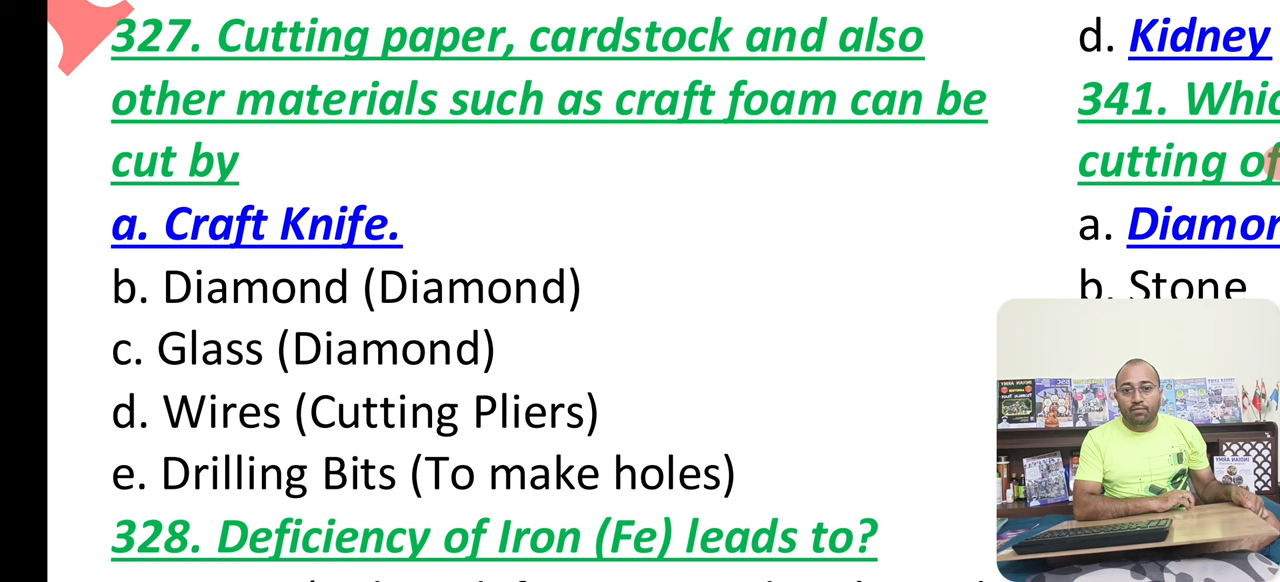 327. Cutting paper, cardstock and also
other materials such as craft foam can be
cut by
a. Craft Knife.
b. Diamond (Diamond)
c. Glass (Diamond)
d. Wires (Cutting Pliers)
e. Drilling Bits (To make holes)
328. Deficiency of Iron (Fe) leads to?
d. Kidney
341.
cutting of
a.
b. Stone